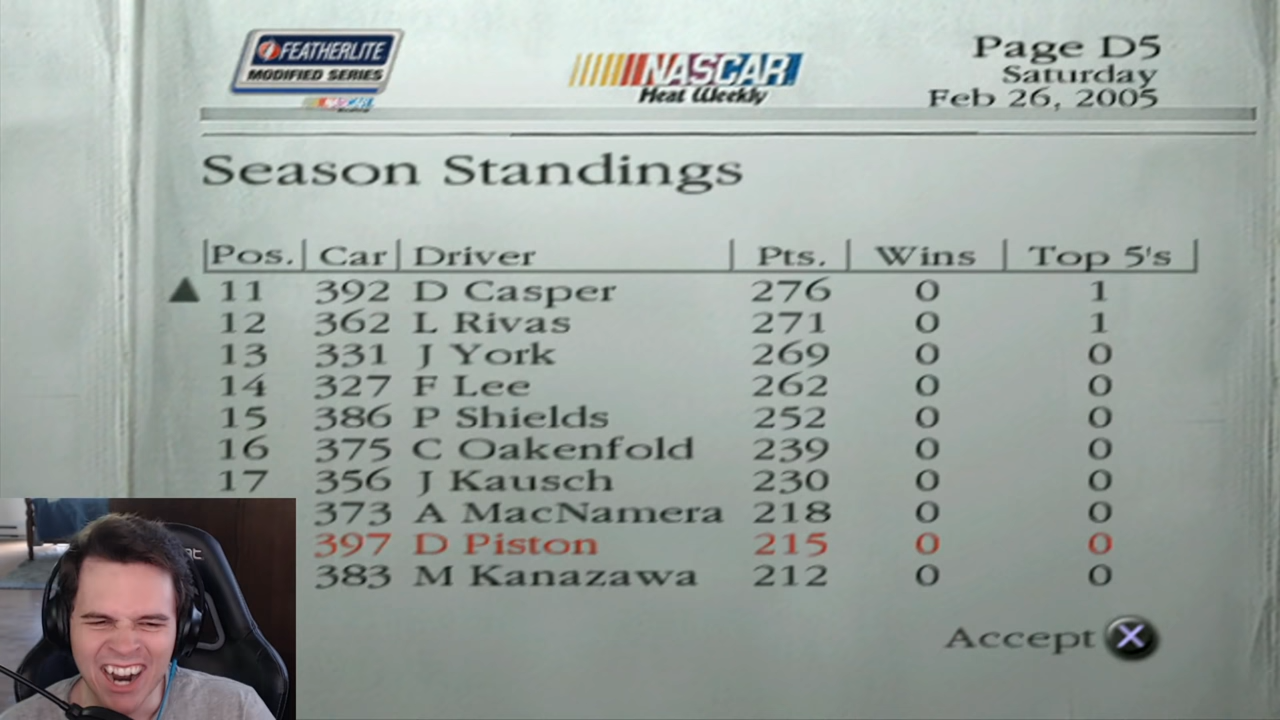 FEATHERLITE
MODIFIED SERIES
NASCAR
NASCAR
Heat Weekly
Page D5
Saturday
Feb 26, 2005
Season Standings
Pos. Car Driver Pts. Wins Top 5's
11 392 D Casper 276 0 1
12 362 L Rivas 271 0 1
13 331 J York 269 0 0
14 327 F Lee 262 0 0
15 386 P Shields 252 0 0
16 375 C Oakenfold 239 0 0
17 356 J Kausch 230 0 0
373 A MacNamera 218 0 0
397 D Piston 215 0 0
383 M Kanazawa 212 0 0
Accept X